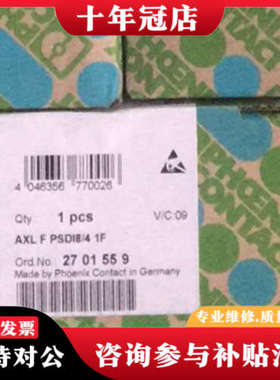 十年冠店
PHOENIX
CONTACT
4 046356 770026
Qty 1 pcs V/C:09
AXL F PSDI8/4 1F
Ord.No.: 27 01 55 9
Made by Phoenix Contact in Germany
发票
专业维修,质
持对公
咨询参与补贴